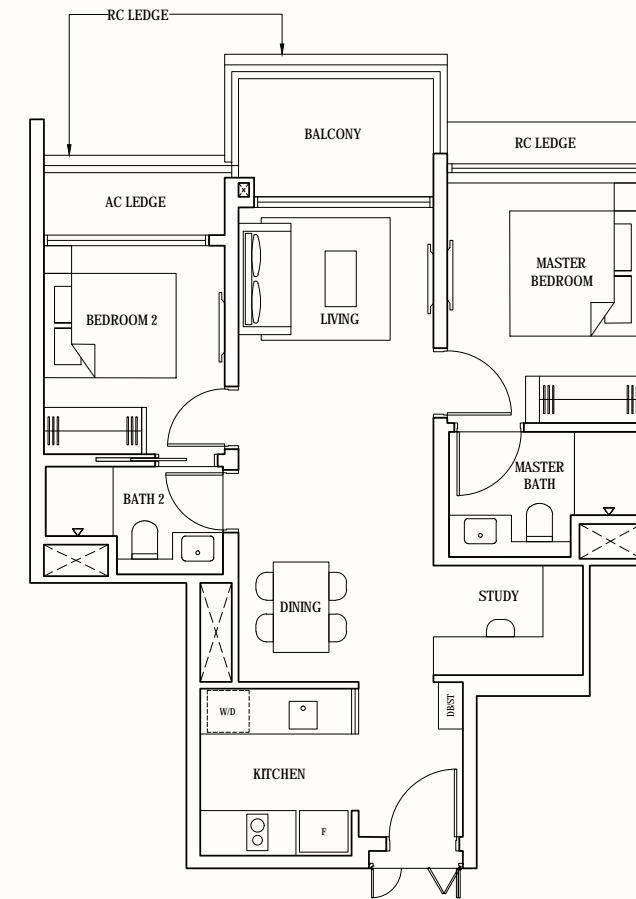 RC LEDGE
BALCONY
RC LEDGE
AC LEDGE
MASTER
BEDROOM
BEDROOM 2
LIVING
MASTER
BATH
BATH 2
STUDY
DINING
DB/ST
W/D
KITCHEN
F